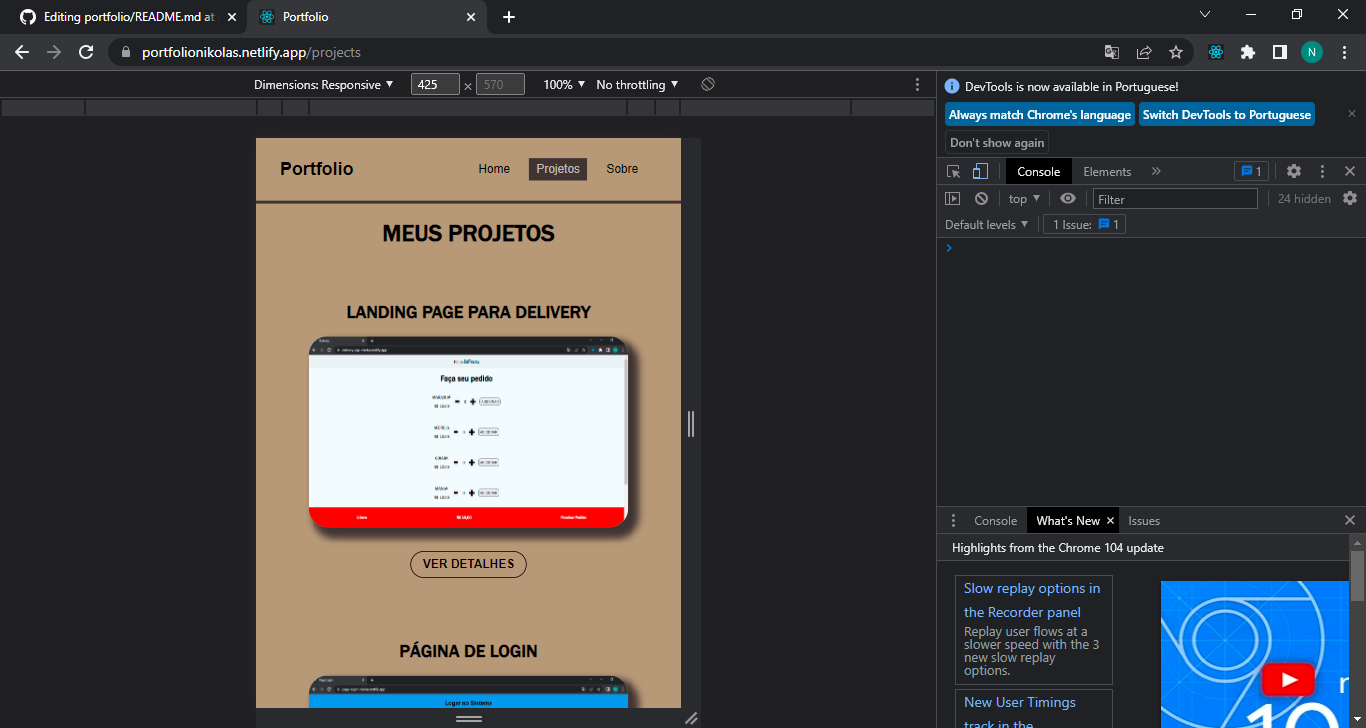 Editing portfolio/README.md at
Portfolio
portfolionikolas.netlify.app/projects
N
Dimensions: Responsive
425
×
570
100%
No throttling
DevTools is now available in Portuguese!
Always match Chrome's language
Switch DevTools to Portuguese
Don't show again
Console
Elements
1
top
Filter
24 hidden
Default levels
1 Issue:
1
Portfolio
Home
Projetos
Sobre
MEUS PROJETOS
LANDING PAGE PARA DELIVERY
Faça seu pedido
VER DETALHES
PÁGINA DE LOGIN
Logar no Sistema
Console
What's New
Issues
Highlights from the Chrome 104 update
Slow replay options in
the Recorder panel
Replay user flows at a
slower speed with the 3
new slow replay
options.
New User Timings
track in the
10